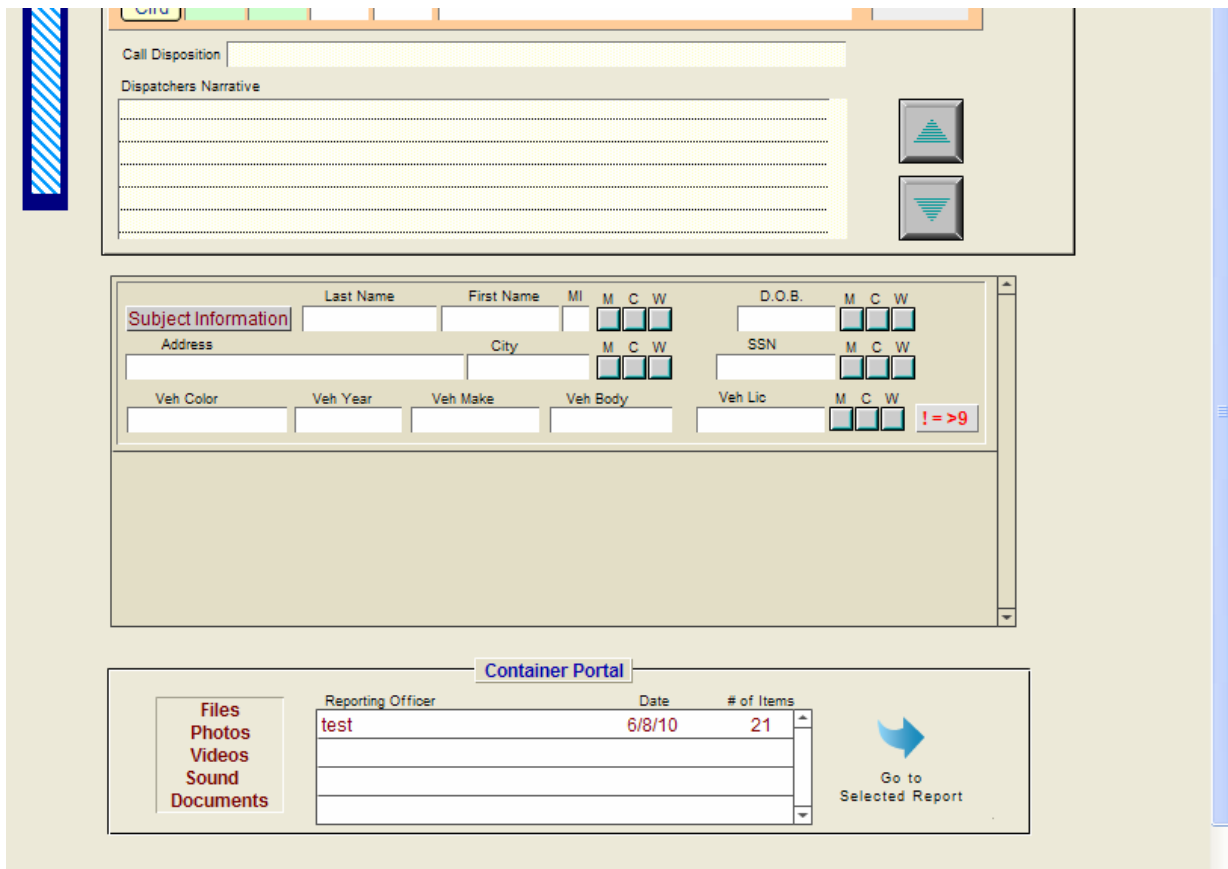 Call Disposition
Dispatchers Narrative
Last Name First Name MI M C W D.O.B. M C W
Subject Information
Address City M C W SSN M C W
Veh Color Veh Year Veh Make Veh Body Veh Lic M C W
! = >9
Container Portal
Reporting Officer Date # of Items
Files
Photos
Videos
Sound
Documents
test 6/8/10 21
Go to
Selected Report